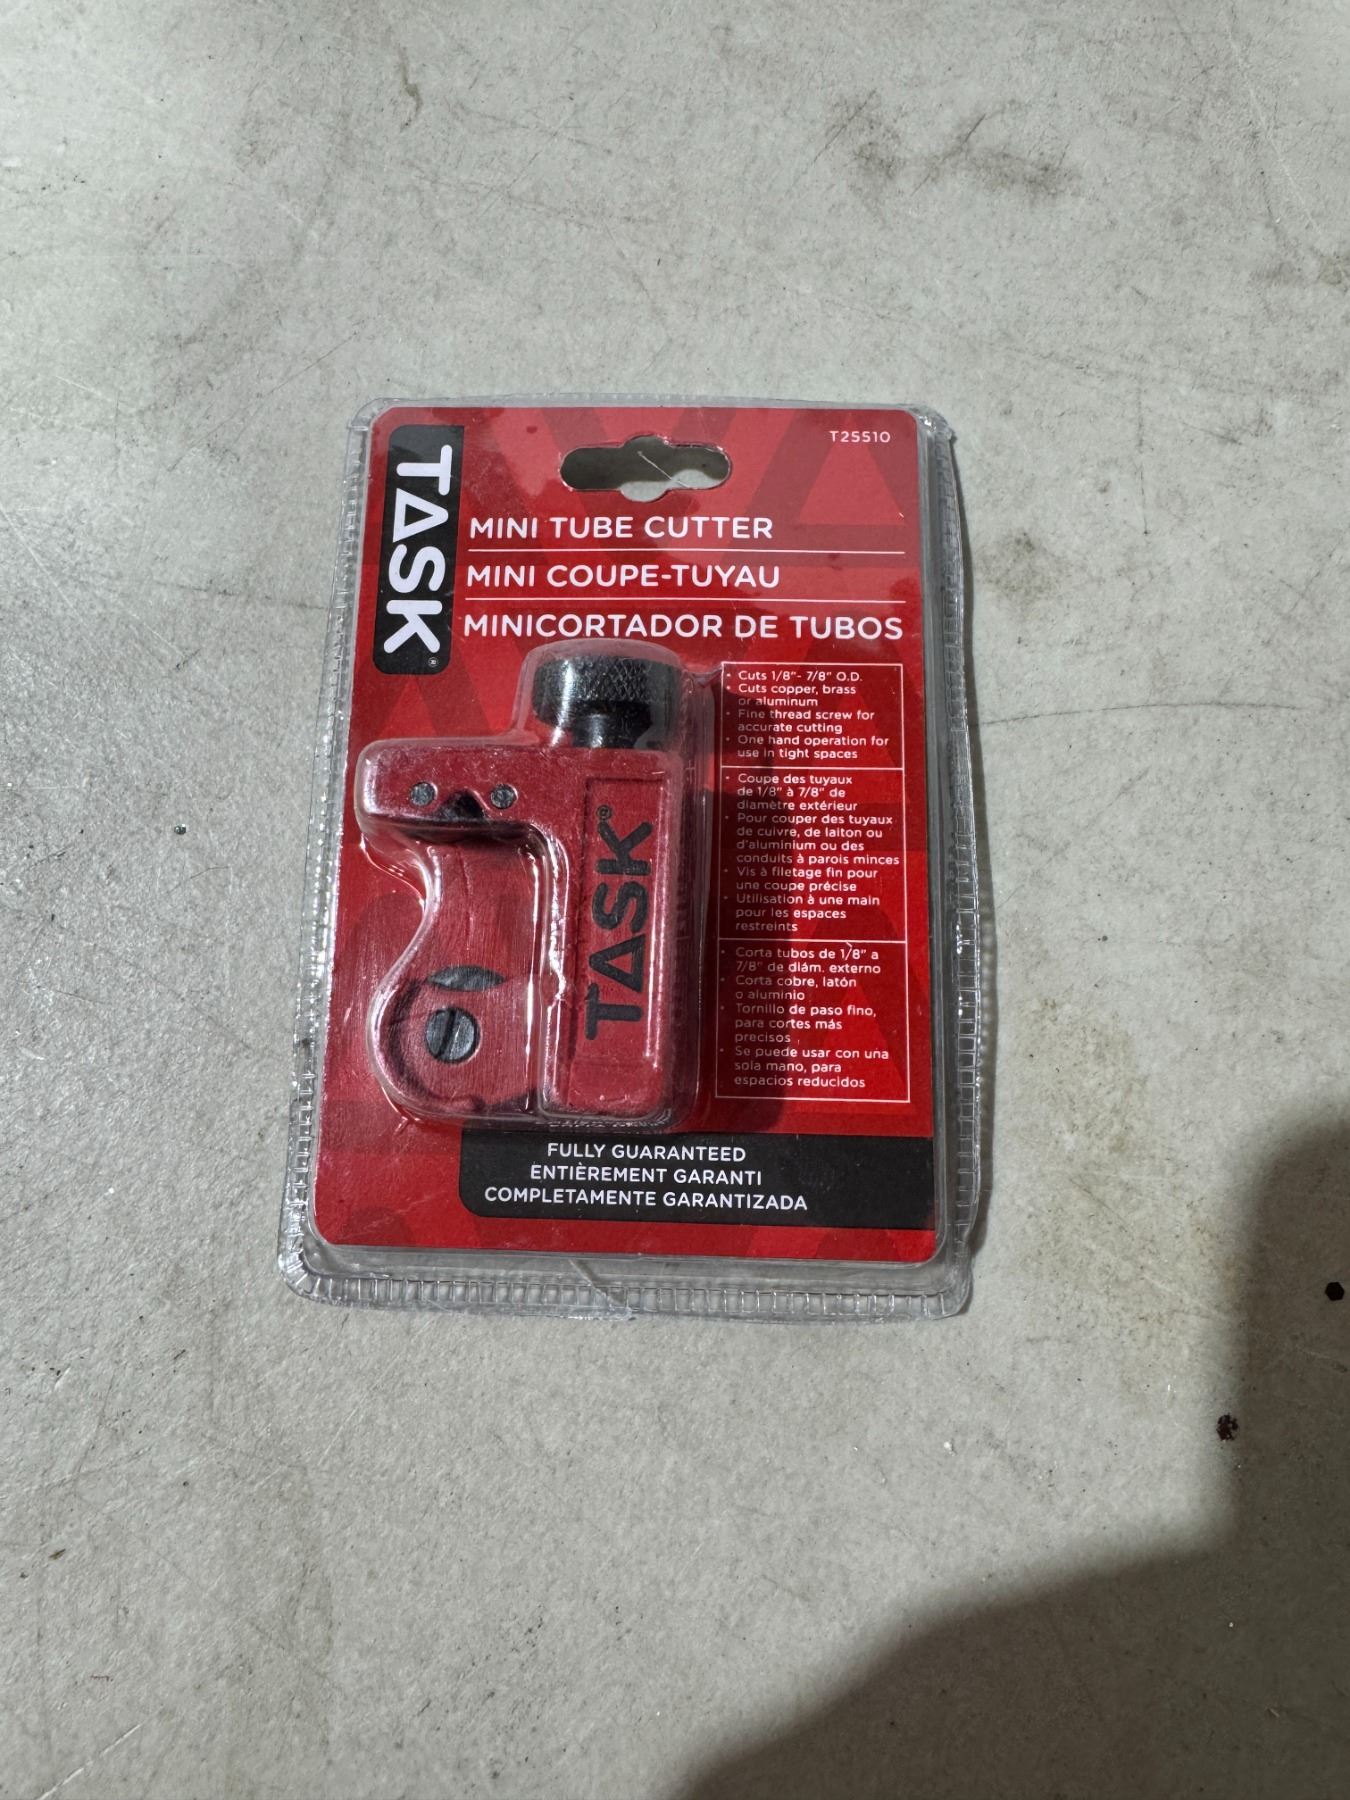 T25510
TASK®
MINI TUBE CUTTER
MINI COUPE-TUYAU
MINICORTADOR DE TUBOS
• Cuts 1/8"- 7/8" O.D.
• Cuts copper, brass
or aluminum
• Fine thread screw for
accurate cutting
• One hand operation for
use in tight spaces
• Coupe des tuyaux
de 1/8" à 7/8" de
diamètre extérieur
• Pour couper des tuyaux
de cuivre, de laiton ou
d'aluminium ou des
conduits à parois minces
• Vis à filetage fin pour
une coupe précise
• Utilisation à une main
pour les espaces
restreints
• Corta tubos de 1/8" a
7/8" de diám. externo
• Corta cobre, latón
o aluminio
• Tornillo de paso fino,
para cortes más
precisos
• Se puede usar con una
sola mano, para
espacios reducidos
TASK®
FULLY GUARANTEED
ENTIÈREMENT GARANTI
COMPLETAMENTE GARANTIZADA